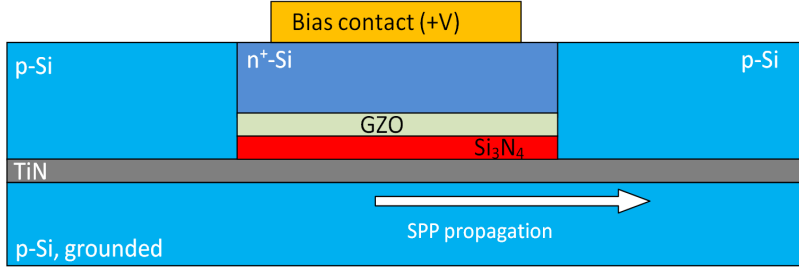 Bias contact (+V)
p-Si
n⁺-Si
p-Si
GZO
Si₃N₄
TiN
SPP propagation
p-Si, grounded